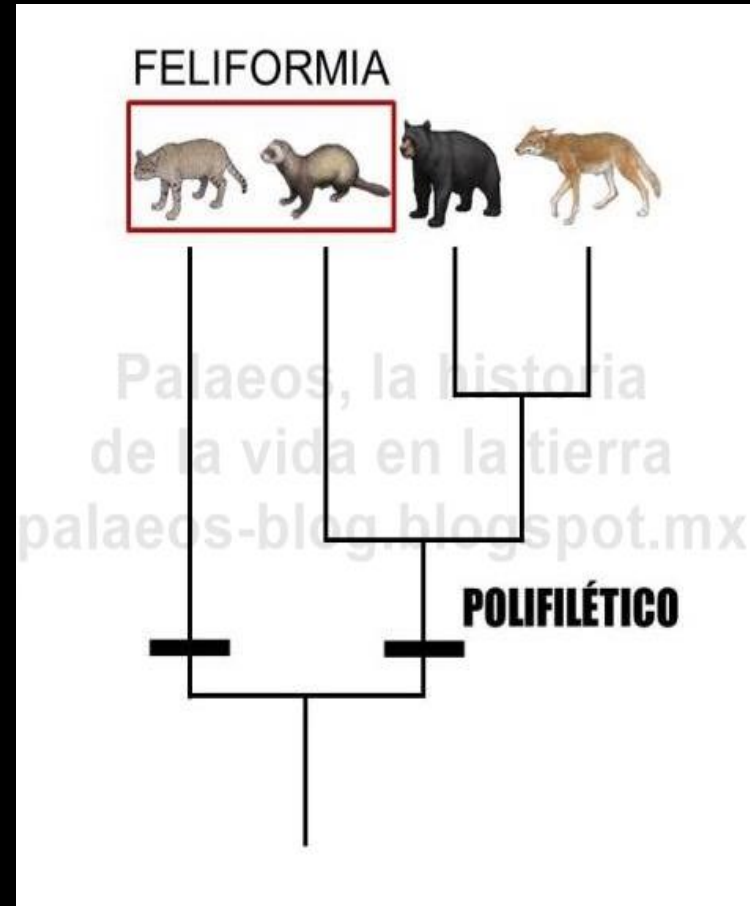 FELIFORMIA
Palaeos, la historia
de la vida en la tierra
palaeos-blog.blogspot.mx
POLIFILÉTICO